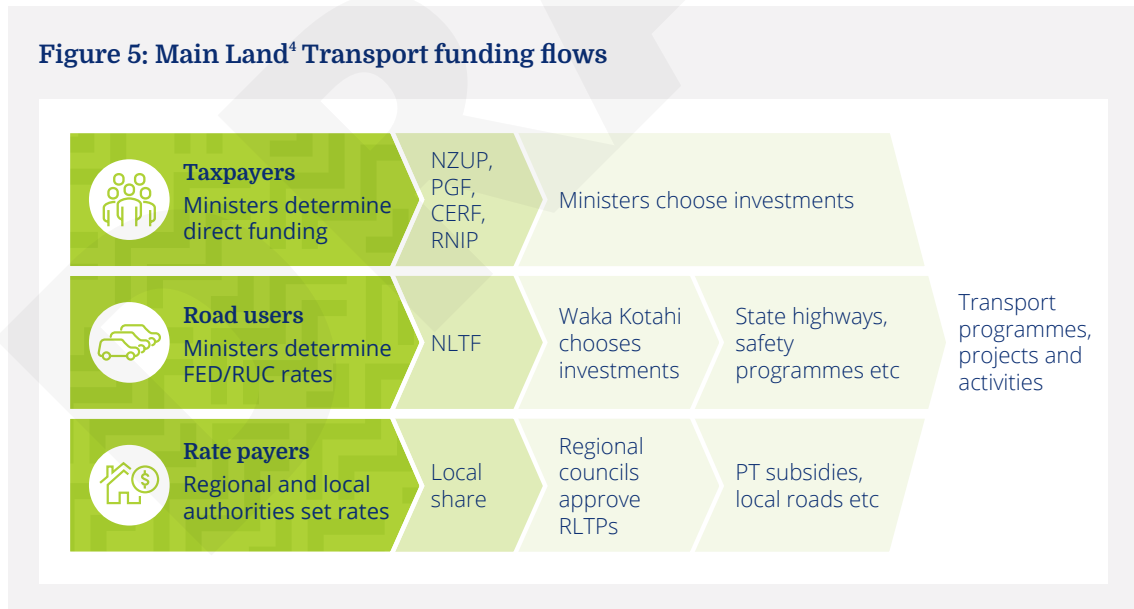 Figure 5: Main Land⁴ Transport funding flows
Taxpayers
Ministers determine
direct funding
NZUP,
PGF,
CERF,
RNIP
Ministers choose investments
Road users
Ministers determine
FED/RUC rates
NLTF
Waka Kotahi
chooses
investments
State highways,
safety
programmes etc
Rate payers
Regional and local
authorities set rates
Local
share
Regional
councils
approve
RLTPs
PT subsidies,
local roads etc
Transport
programmes,
projects and
activities